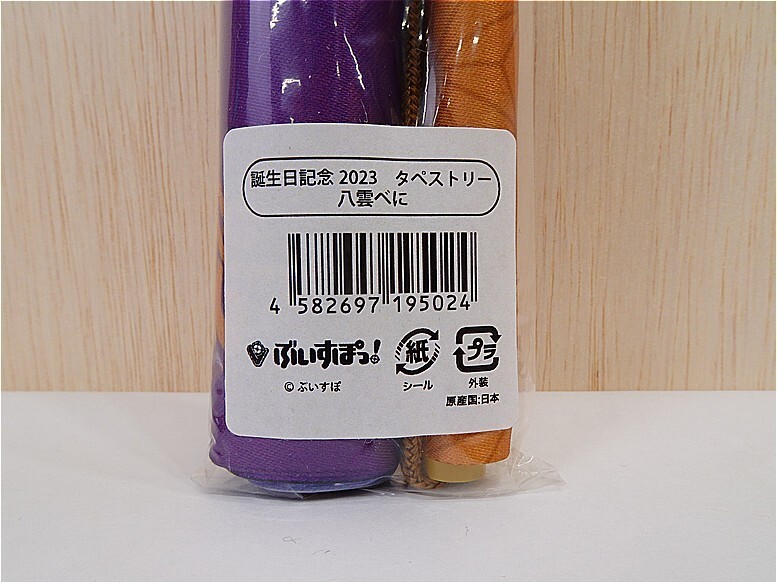 誕生日記念 2023　タペストリー
八雲べに
4 582697 195024
ぶいすぽっ!
紙
プラ
© ぶいすぽ
シール
外装
原産国:日本